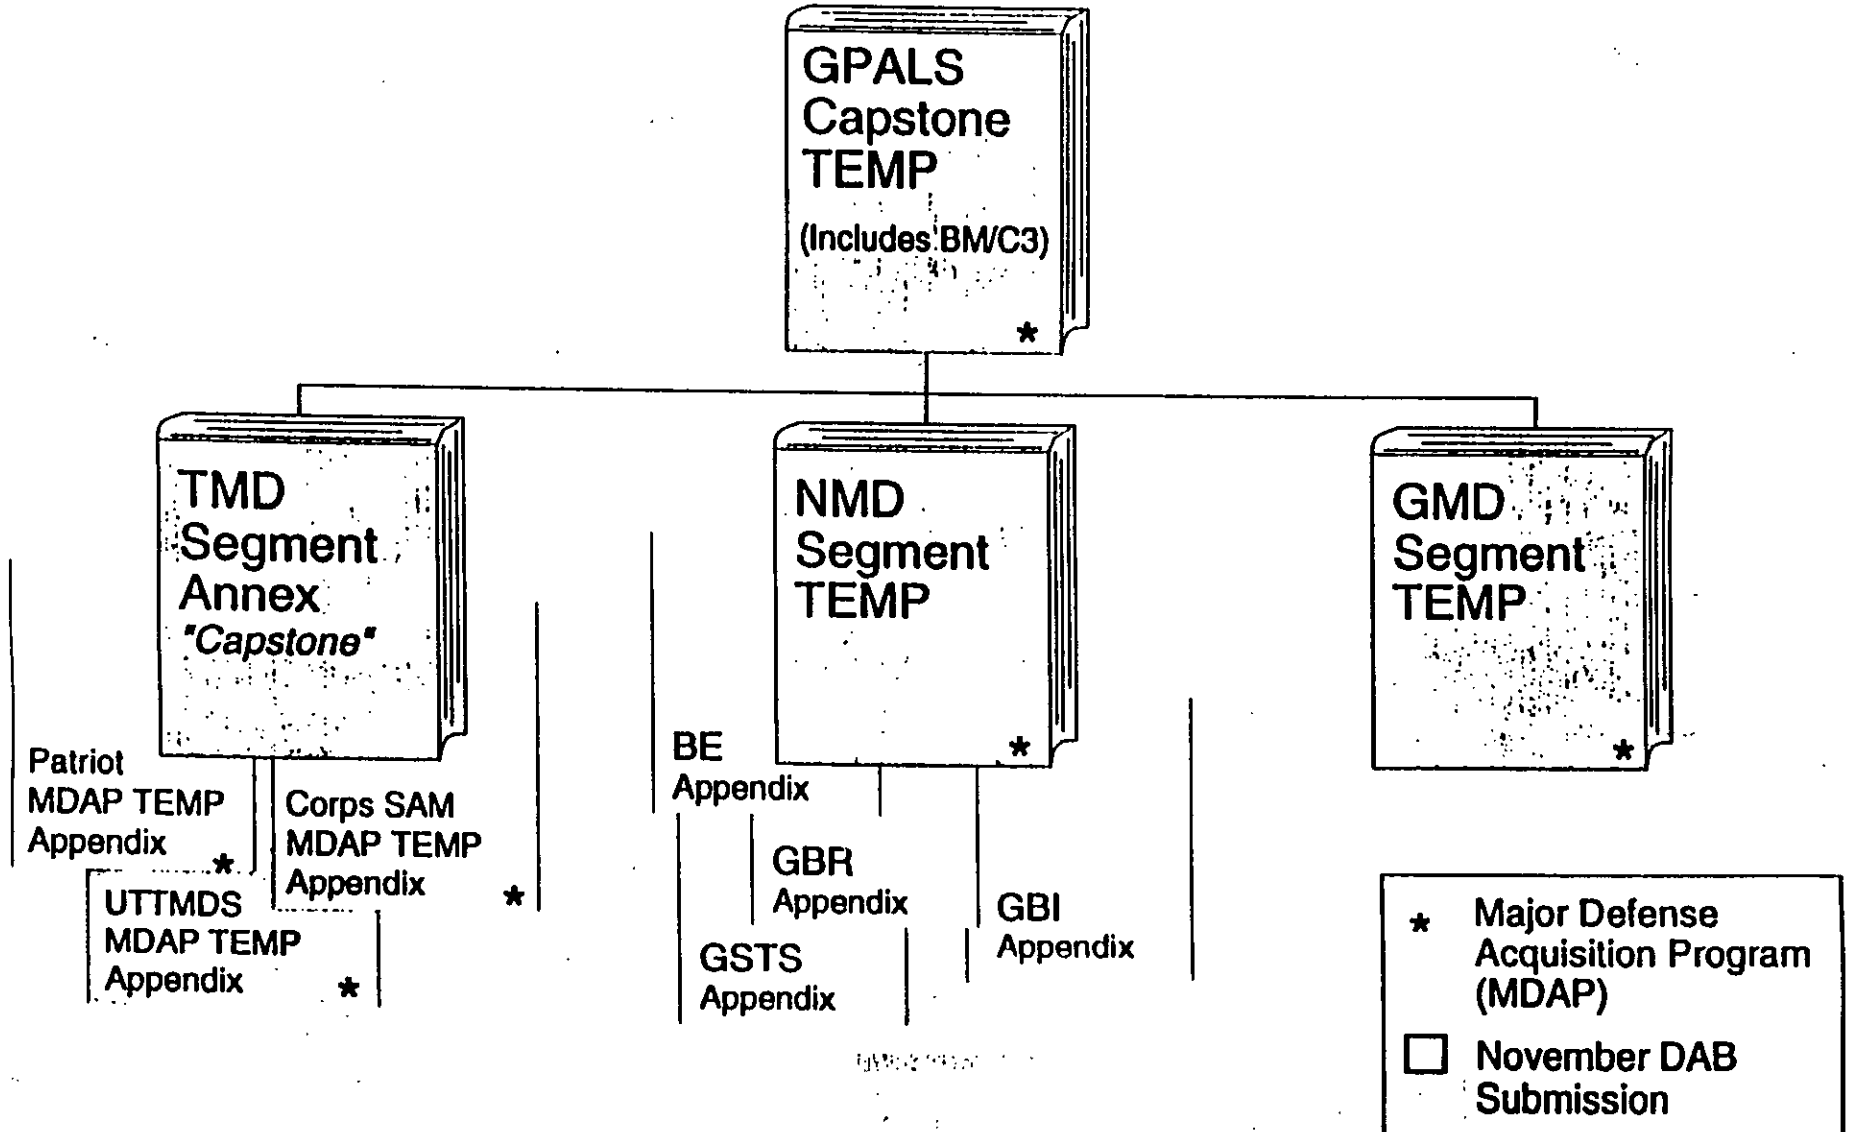 GPALS
Capstone
TEMP
(Includes BM/C3)
*
TMD
Segment
Annex
"Capstone"
NMD
Segment
TEMP
*
GMD
Segment
TEMP
*
Patriot
MDAP TEMP
Appendix
*
Corps SAM
MDAP TEMP
Appendix
*
UTTMDS
MDAP TEMP
Appendix
*
BE
Appendix
GBR
Appendix
GSTS
Appendix
GBI
Appendix
* Major Defense
Acquisition Program
(MDAP)
November DAB
Submission